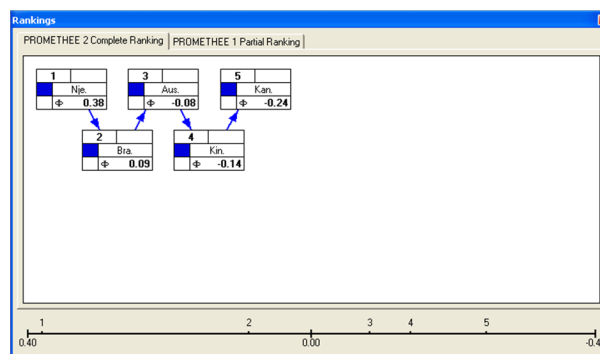 Rankings
PROMETHEE 2 Complete Ranking
PROMETHEE 1 Partial Ranking
1
Nje.
Φ 0.38
3
Aus.
Φ -0.08
5
Kan.
Φ -0.24
2
Bra.
Φ 0.09
4
Kin.
Φ -0.14
1 2 3 4 5
0.40 0.00 -0.4